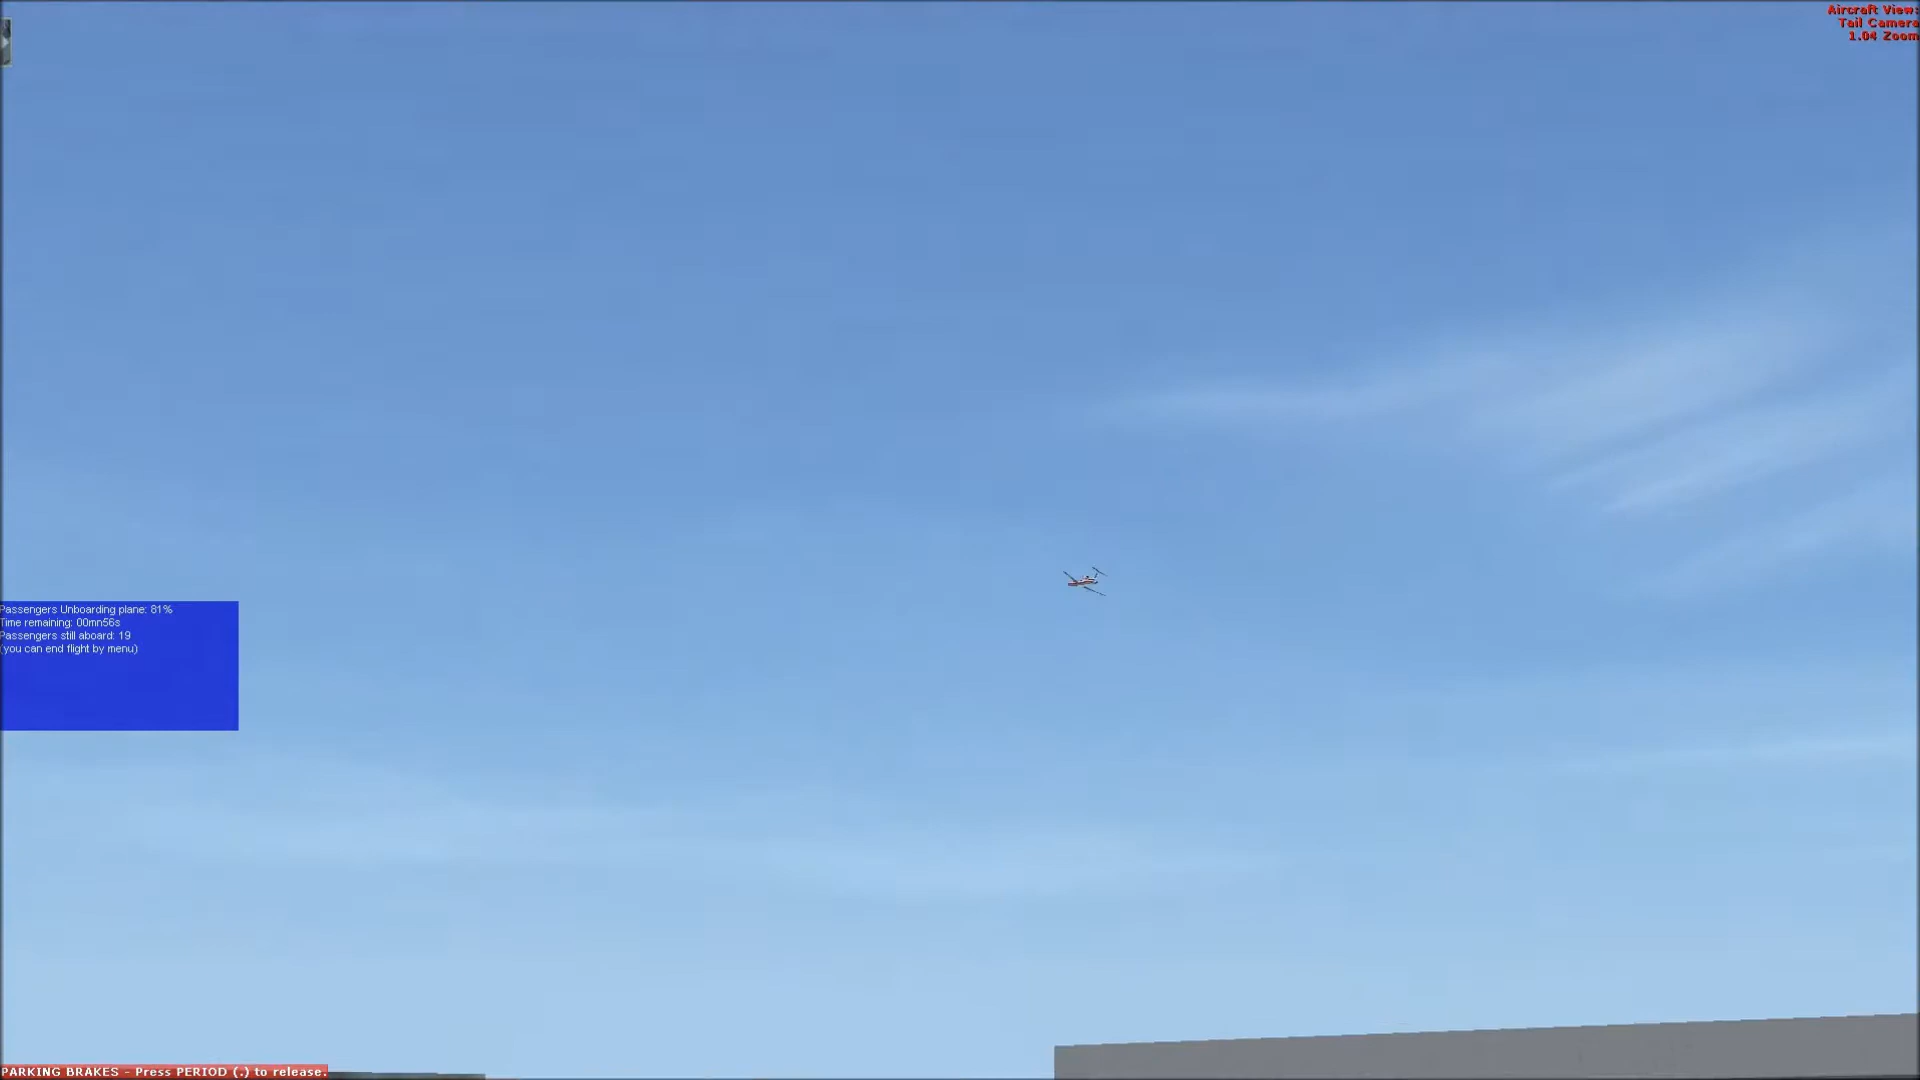 Aircraft View:
Tail Camera
1.04 Zoom
Passengers Unboarding plane: 81%
Time remaining: 00mn56s
Passengers still aboard: 19
(you can end flight by menu)
PARKING BRAKES - Press PERIOD (.) to release.